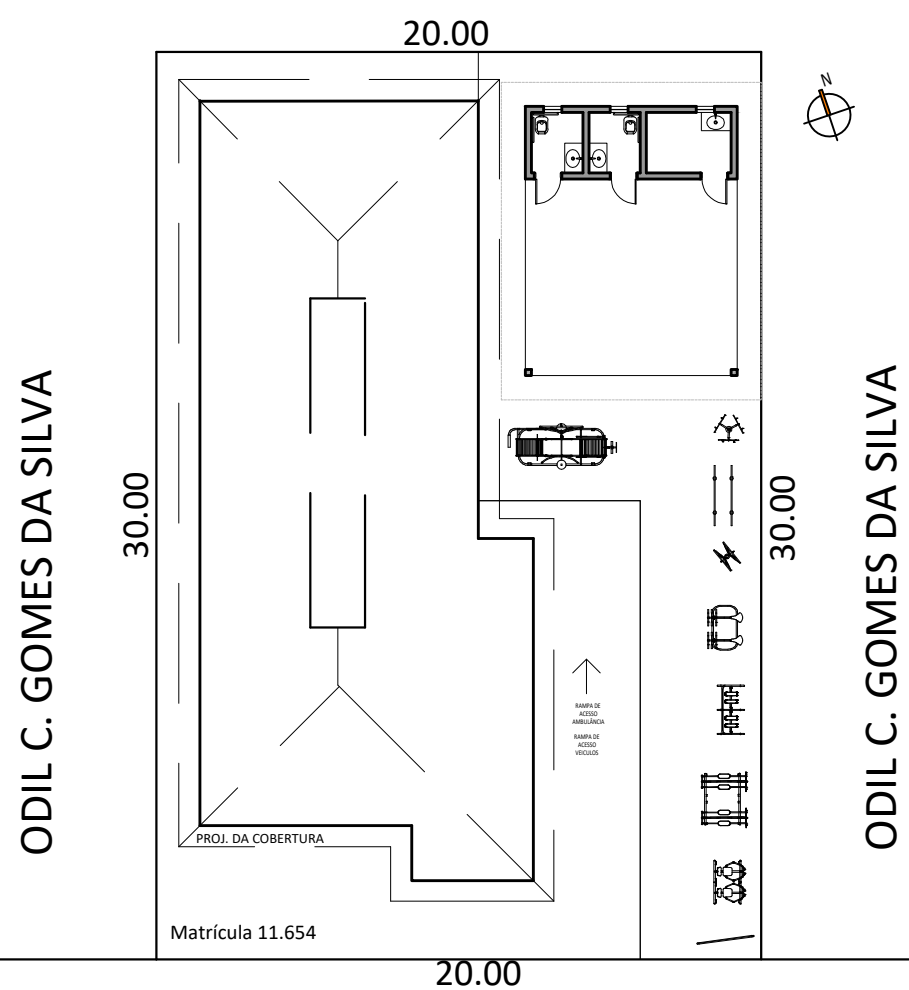 20.00
N
ODIL C. GOMES DA SILVA
30.00
30.00
ODIL C. GOMES DA SILVA
RAMPA DE
ACESSO
AMBULÂNCIA
RAMPA DE
ACESSO
VEICULOS
PROJ. DA COBERTURA
Matrícula 11.654
20.00